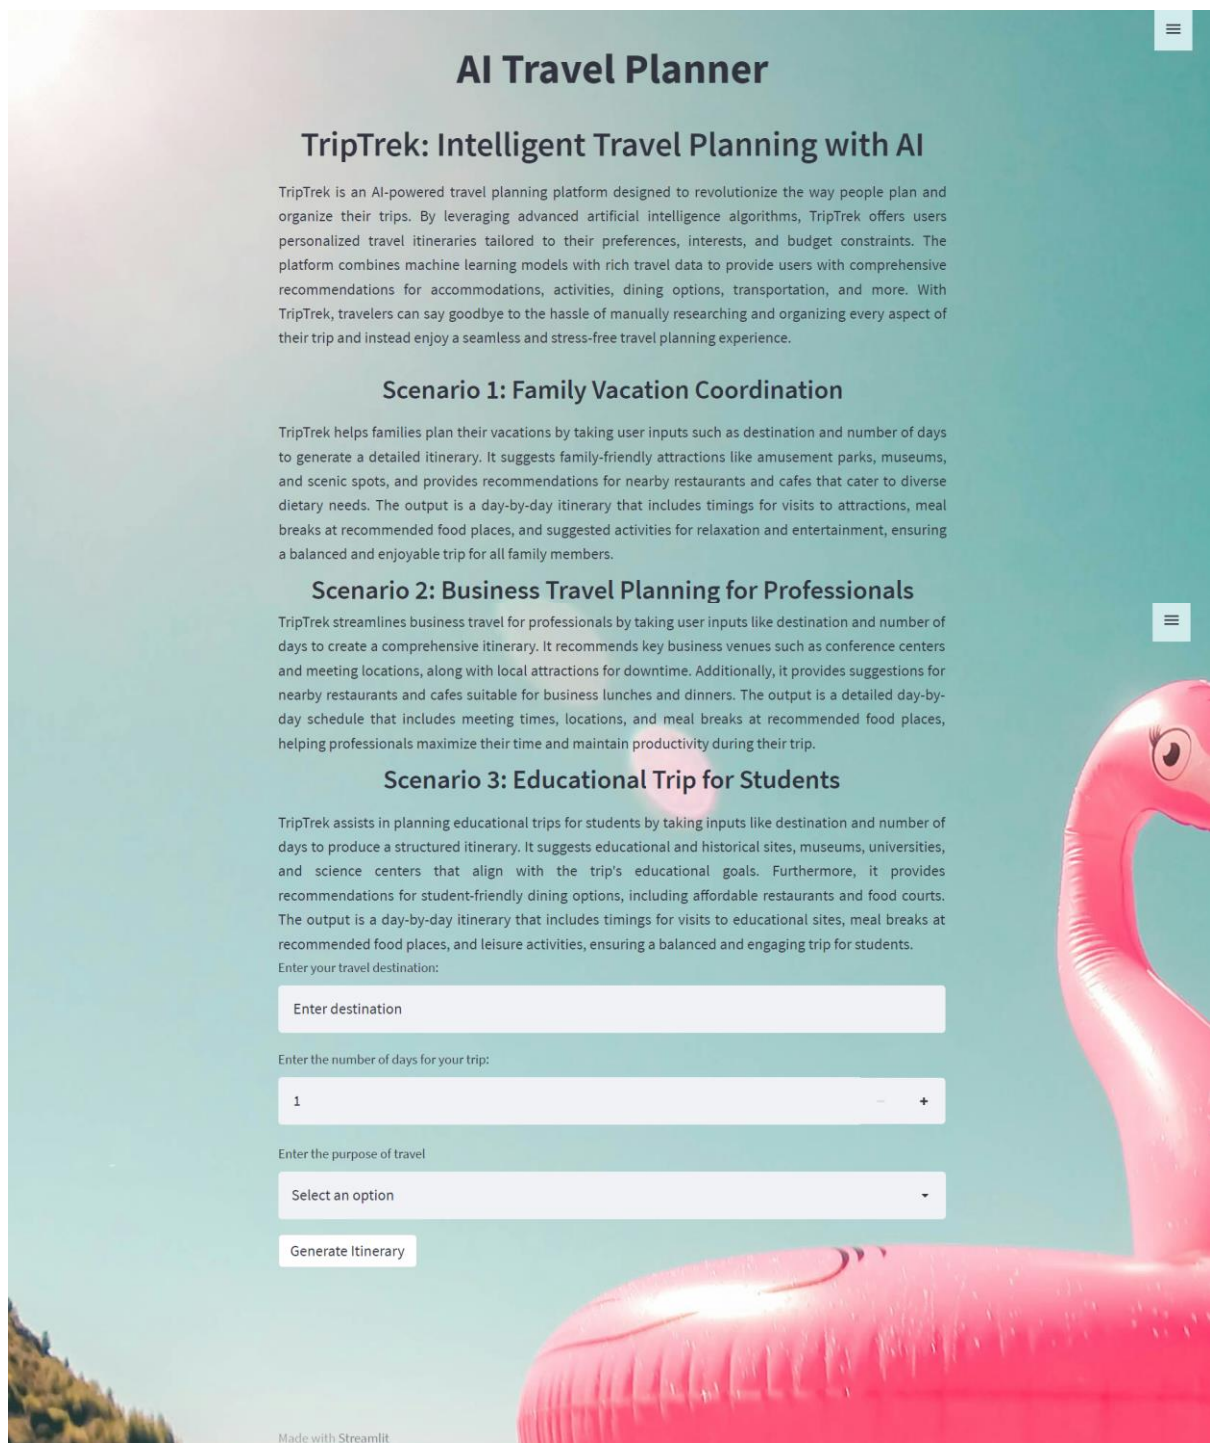 AI Travel Planner
TripTrek: Intelligent Travel Planning with AI
TripTrek is an AI-powered travel planning platform designed to revolutionize the way people plan and
organize their trips. By leveraging advanced artificial intelligence algorithms, TripTrek offers users
personalized travel itineraries tailored to their preferences, interests, and budget constraints. The
platform combines machine learning models with rich travel data to provide users with comprehensive
recommendations for accommodations, activities, dining options, transportation, and more. With
TripTrek, travelers can say goodbye to the hassle of manually researching and organizing every aspect of
their trip and instead enjoy a seamless and stress-free travel planning experience.
Scenario 1: Family Vacation Coordination
TripTrek helps families plan their vacations by taking user inputs such as destination and number of days
to generate a detailed itinerary. It suggests family-friendly attractions like amusement parks, museums,
and scenic spots, and provides recommendations for nearby restaurants and cafes that cater to diverse
dietary needs. The output is a day-by-day itinerary that includes timings for visits to attractions, meal
breaks at recommended food places, and suggested activities for relaxation and entertainment, ensuring
a balanced and enjoyable trip for all family members.
Scenario 2: Business Travel Planning for Professionals
TripTrek streamlines business travel for professionals by taking user inputs like destination and number of
days to create a comprehensive itinerary. It recommends key business venues such as conference centers
and meeting locations, along with local attractions for downtime. Additionally, it provides suggestions for
nearby restaurants and cafes suitable for business lunches and dinners. The output is a detailed day-by-
day schedule that includes meeting times, locations, and meal breaks at recommended food places,
helping professionals maximize their time and maintain productivity during their trip.
Scenario 3: Educational Trip for Students
TripTrek assists in planning educational trips for students by taking inputs like destination and number of
days to produce a structured itinerary. It suggests educational and historical sites, museums, universities,
and science centers that align with the trip's educational goals. Furthermore, it provides
recommendations for student-friendly dining options, including affordable restaurants and food courts.
The output is a day-by-day itinerary that includes timings for visits to educational sites, meal breaks at
recommended food places, and leisure activities, ensuring a balanced and engaging trip for students.
Enter your travel destination:
Enter destination
Enter the number of days for your trip:
1 − +
Enter the purpose of travel
Select an option
Generate Itinerary
Made with Streamlit